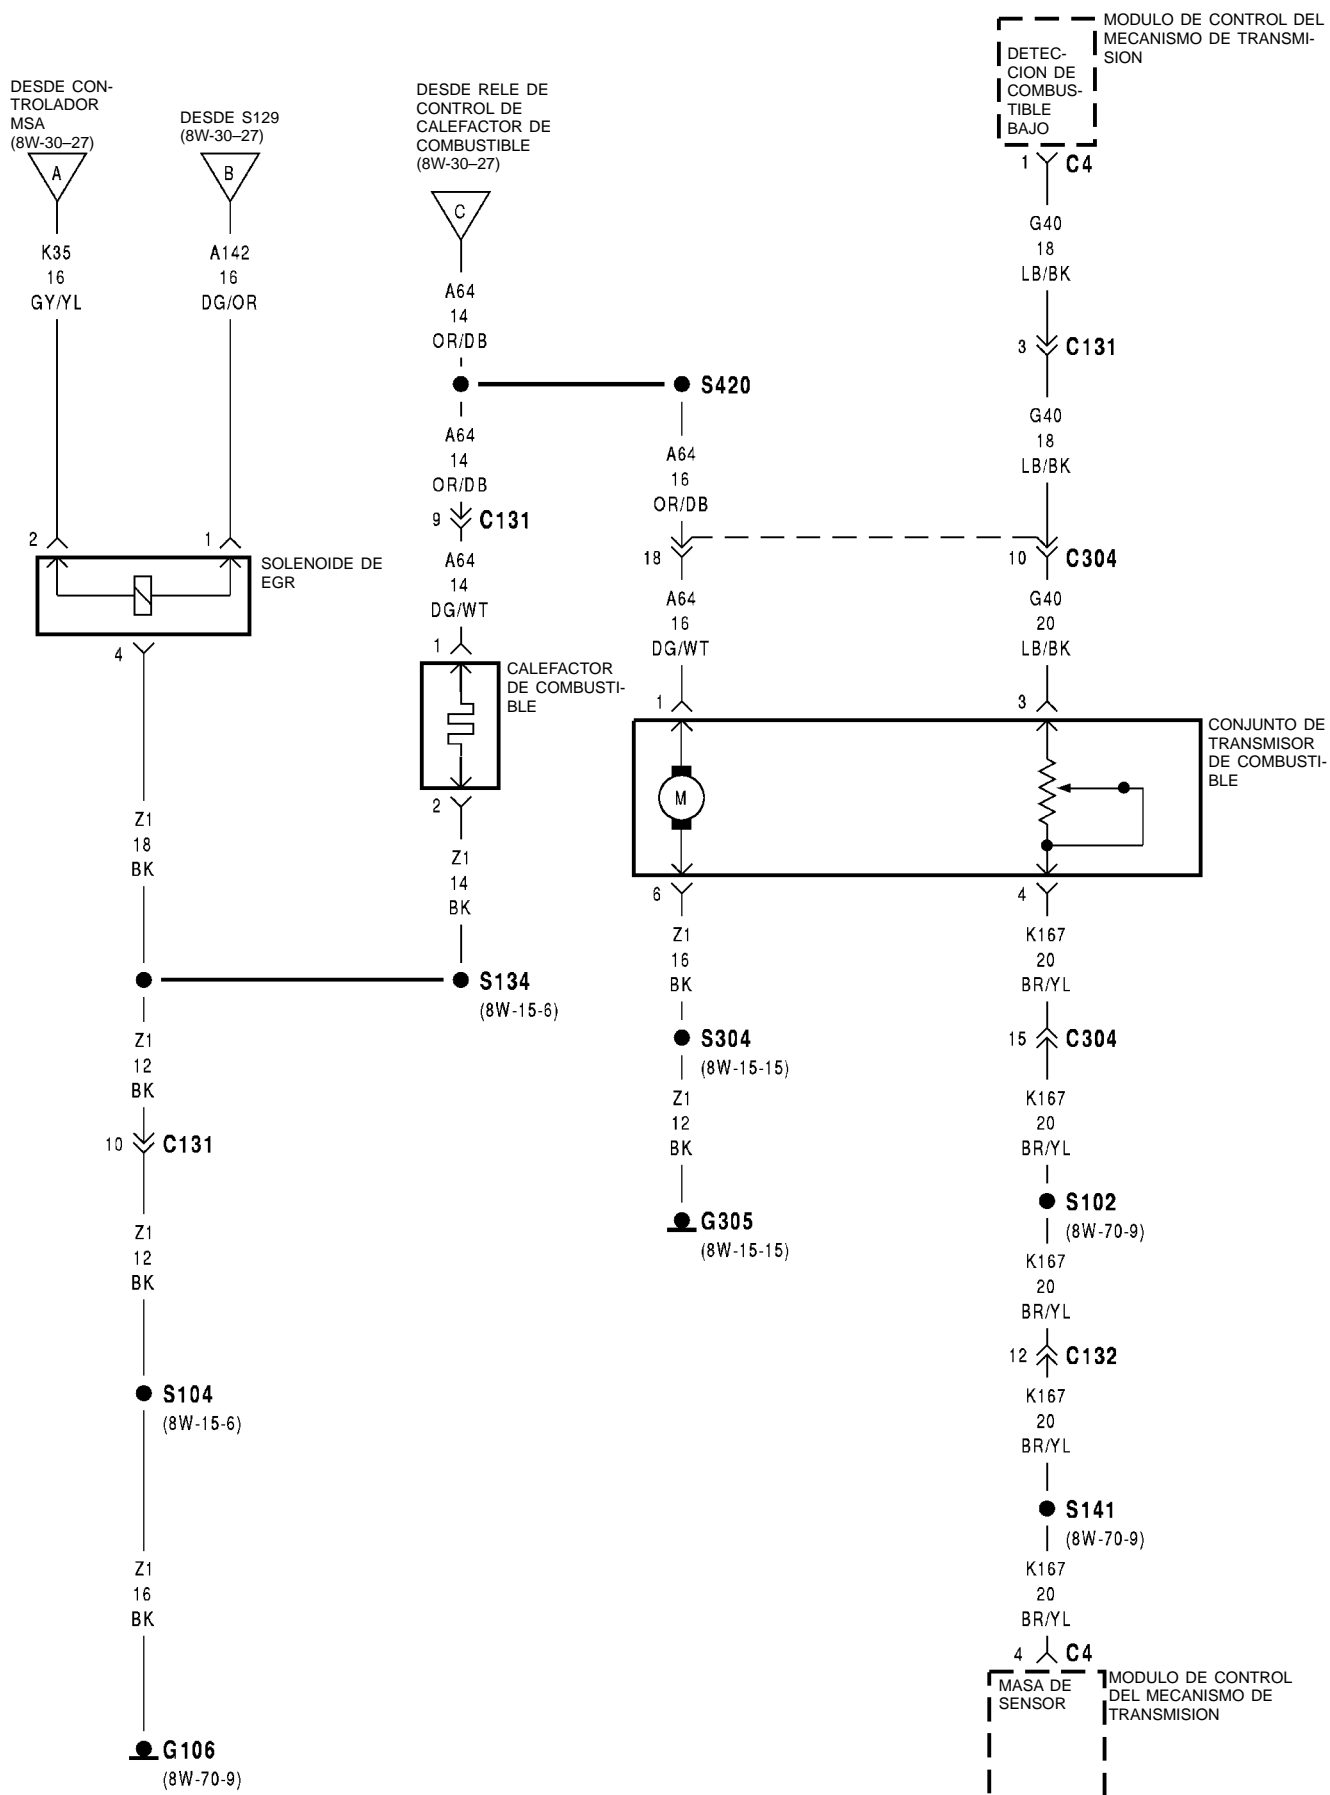 DESDE CON-
TROLADOR
MSA
(8W-30–27)
A
K35
16
GY/YL
2
DESDE S129
(8W-30–27)
B
A142
16
DG/OR
1
SOLENOIDE DE
EGR
4
Z1
18
BK
Z1
12
BK
10 C131
Z1
12
BK
S104
(8W-15-6)
Z1
16
BK
G106
(8W-70-9)
DESDE RELE DE
CONTROL DE
CALEFACTOR DE
COMBUSTIBLE
(8W-30–27)
C
A64
14
OR/DB
A64
14
OR/DB
9 C131
A64
14
DG/WT
1
CALEFACTOR
DE COMBUSTI-
BLE
2
Z1
14
BK
S134
(8W-15-6)
S420
A64
16
OR/DB
18
A64
16
DG/WT
1
M
6
Z1
16
BK
S304
(8W-15-15)
Z1
12
BK
G305
(8W-15-15)
MODULO DE CONTROL DEL
MECANISMO DE TRANSMI-
SION
DETEC-
CION DE
COMBUS-
TIBLE
BAJO
1 C4
G40
18
LB/BK
3 C131
G40
18
LB/BK
10 C304
G40
20
LB/BK
3
CONJUNTO DE
TRANSMISOR
DE COMBUSTI-
BLE
4
K167
20
BR/YL
15 C304
K167
20
BR/YL
S102
(8W-70-9)
K167
20
BR/YL
12 C132
K167
20
BR/YL
S141
(8W-70-9)
K167
20
BR/YL
4 C4
MASA DE
SENSOR
MODULO DE CONTROL
DEL MECANISMO DE
TRANSMISION